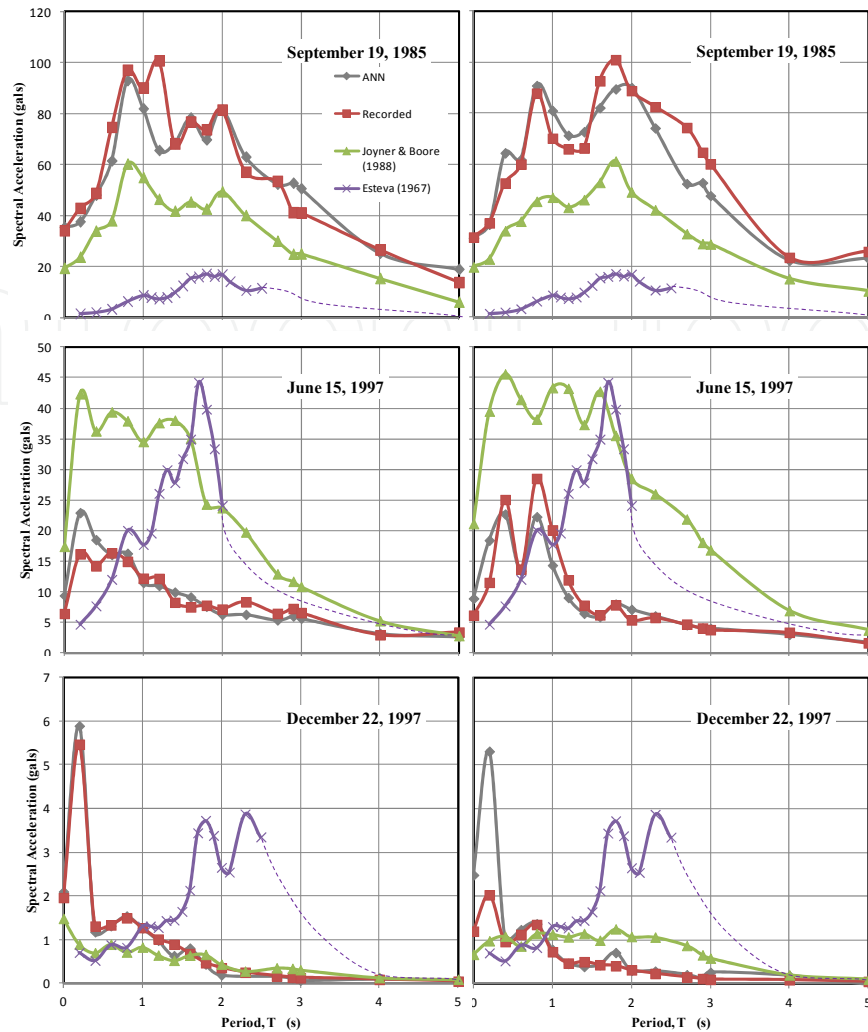 120
100
80
60
40
20
0
Spectral Acceleration (gals)
September 19, 1985
ANN
Recorded
Joyner & Boore
(1988)
Esteva (1967)
September 19, 1985
50
45
40
35
30
25
20
15
10
5
0
Spectral Acceleration (gals)
June 15, 1997
June 15, 1997
7
6
5
4
3
2
1
0
Spectral Acceleration (gals)
December 22, 1997
0 1 2 3 4 5
Period, T (s)
December 22, 1997
0 1 2 3 4 5
Period, T (s)